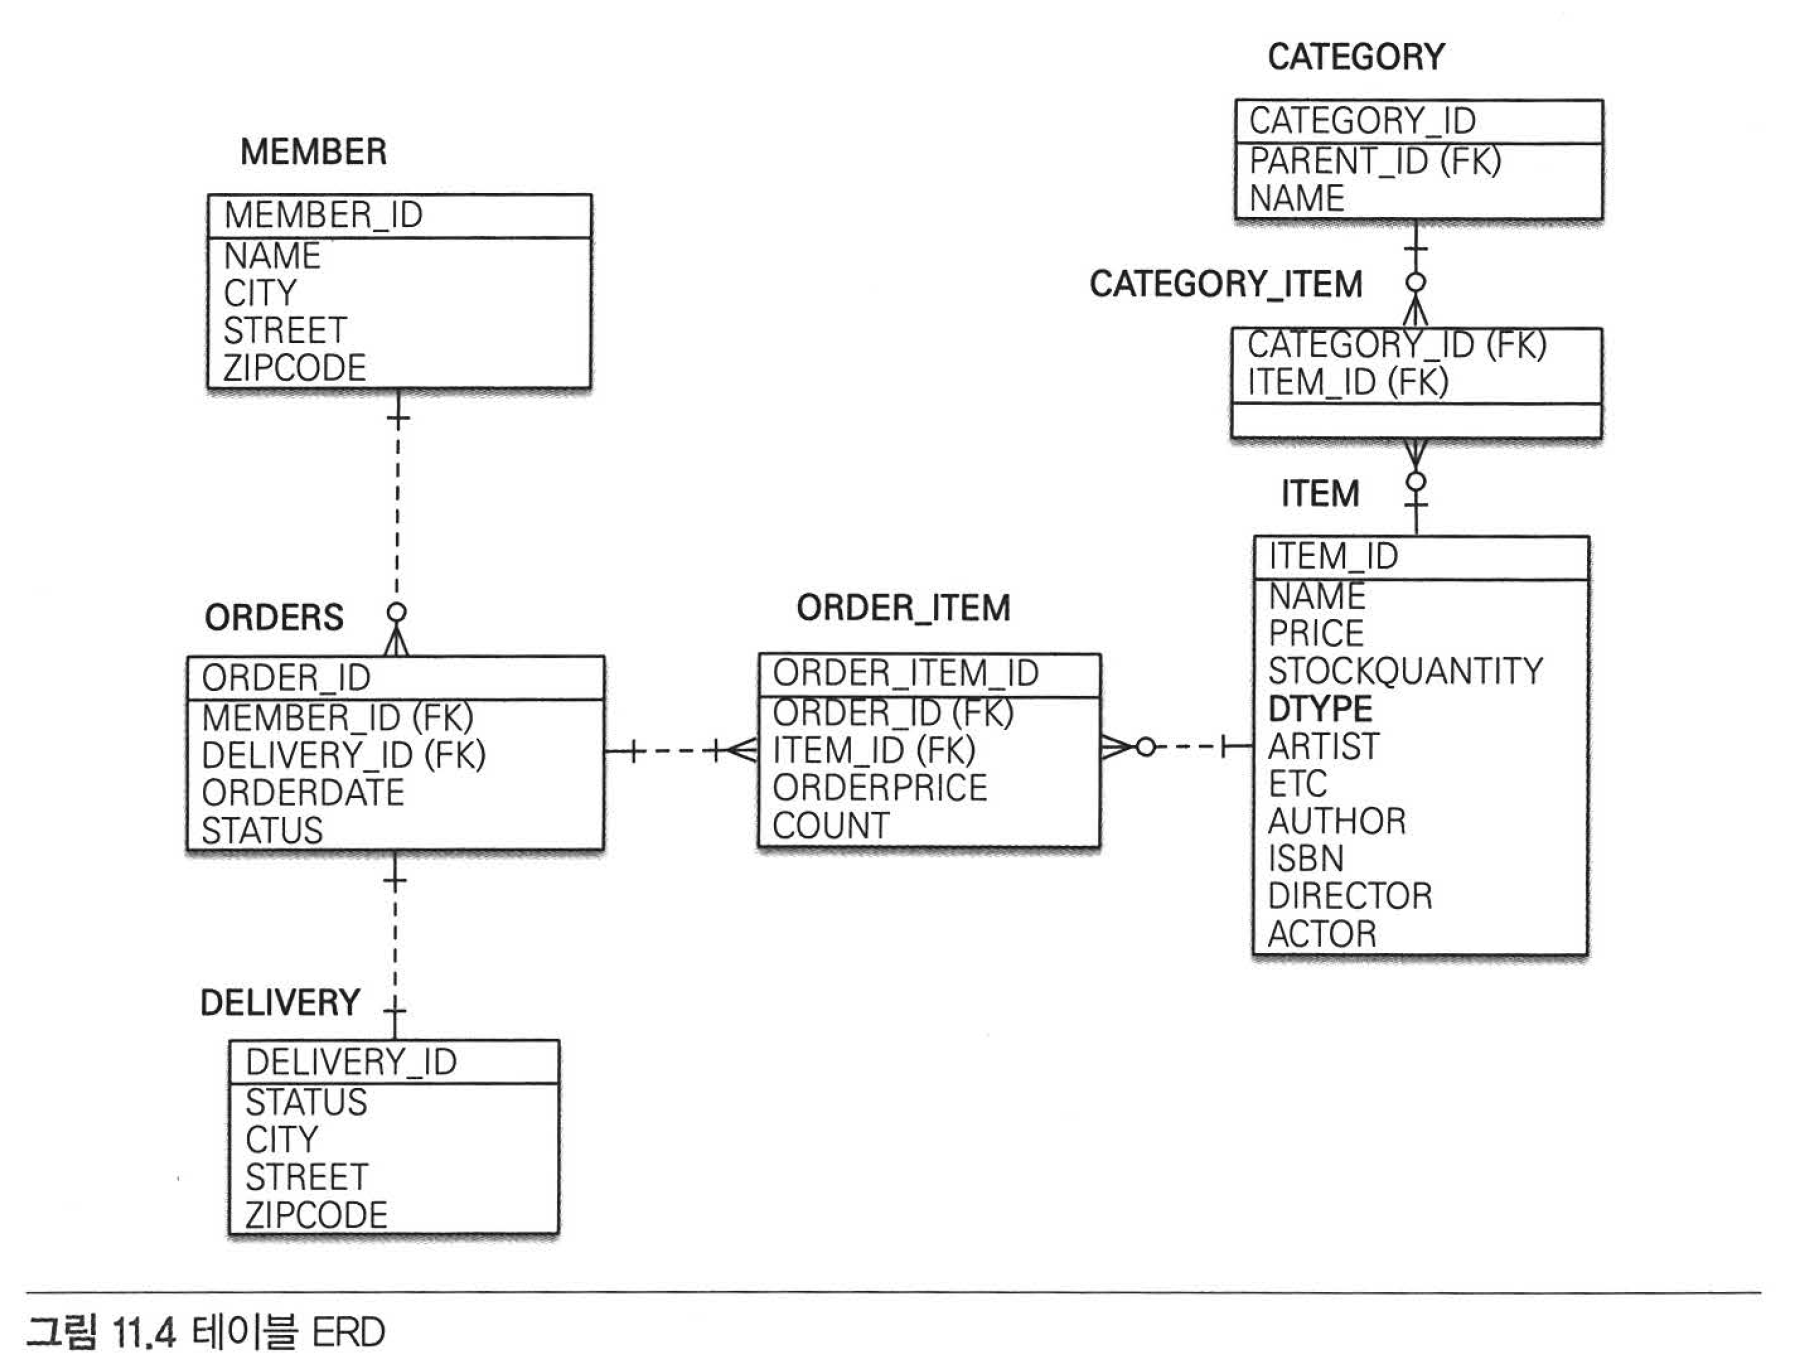 CATEGORY
CATEGORY_ID
PARENT_ID (FK)
NAME
MEMBER
MEMBER_ID
NAME
CITY
STREET
ZIPCODE
CATEGORY_ITEM
CATEGORY_ID (FK)
ITEM_ID (FK)
ITEM
ITEM_ID
NAME
PRICE
STOCKQUANTITY
DTYPE
ARTIST
ETC
AUTHOR
ISBN
DIRECTOR
ACTOR
ORDERS
ORDER_ID
MEMBER_ID (FK)
DELIVERY_ID (FK)
ORDERDATE
STATUS
ORDER_ITEM
ORDER_ITEM_ID
ORDER_ID (FK)
ITEM_ID (FK)
ORDERPRICE
COUNT
DELIVERY
DELIVERY_ID
STATUS
CITY
STREET
ZIPCODE
그림 11.4 테이블 ERD